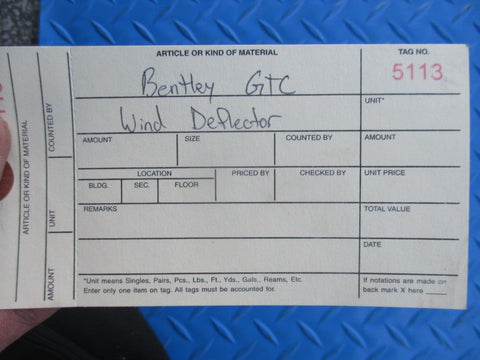 ARTICLE OR KIND OF MATERIAL
TAG NO.
Bentley GTC
5113
UNIT*
Wind Deflector
AMOUNT
SIZE
COUNTED BY
AMOUNT
LOCATION
PRICED BY
CHECKED BY
UNIT PRICE
BLDG.
SEC.
FLOOR
REMARKS
TOTAL VALUE
DATE
*Unit means Singles, Pairs, Pcs., Lbs., Ft., Yds., Gals., Reams, Etc.
Enter only one item on tag. All tags must be accounted for.
If notations are made on
back mark X here
ARTICLE OR KIND OF MATERIAL
COUNTED BY
UNIT
AMOUNT